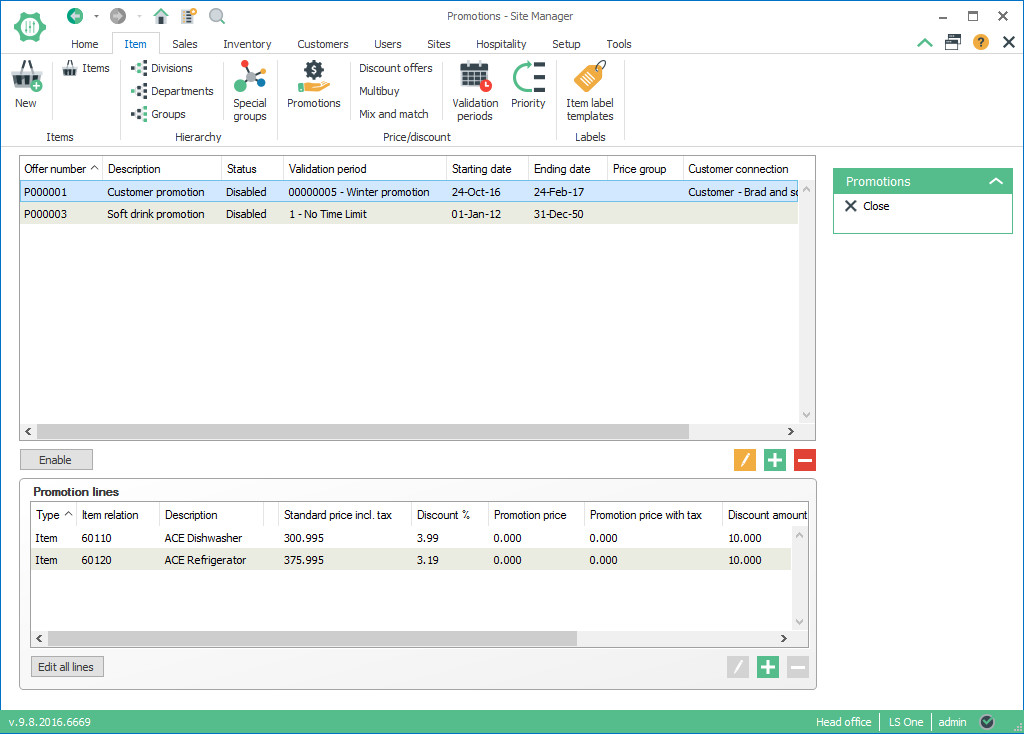 Promotions - Site Manager
Home Item Sales Inventory Customers Users Sites Hospitality Setup Tools
New
Items
Items
Divisions
Departments
Groups
Special groups
Hierarchy
Promotions
Discount offers
Multibuy
Mix and match
Validation periods
Priority
Price/discount
Item label templates
Labels
Offer number Description Status Validation period Starting date Ending date Price group Customer connection
P000001 Customer promotion Disabled 00000005 - Winter promotion 24-Oct-16 24-Feb-17 Customer - Brad and
P000003 Soft drink promotion Disabled 1 - No Time Limit 01-Jan-12 31-Dec-50
Promotions
Close
Enable
Promotion lines
Type Item relation Description Standard price incl. tax Discount % Promotion price Promotion price with tax Discount amount
Item 60110 ACE Dishwasher 300.995 3.99 0.000 0.000 10.000
Item 60120 ACE Refrigerator 375.995 3.19 0.000 0.000 10.000
Edit all lines
v.9.8.2016.6669
Head office LS One admin